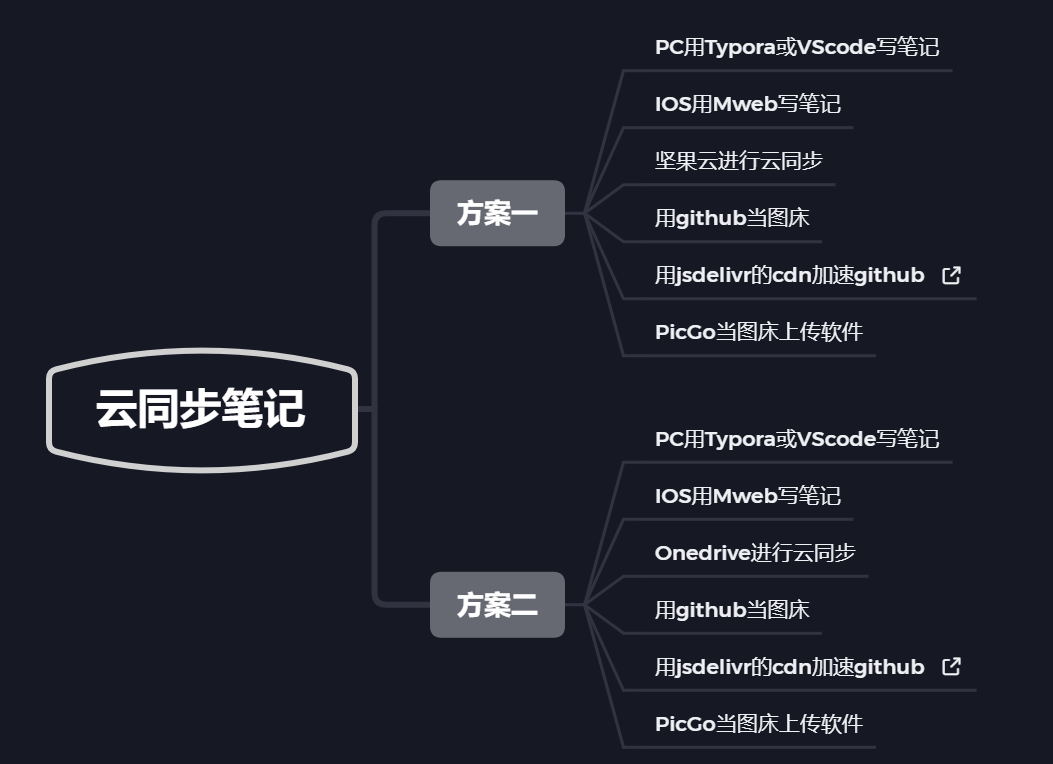 云同步笔记
方案一
PC用Typora或VScode写笔记
IOS用Mweb写笔记
坚果云进行云同步
用github当图床
用jsdelivr的cdn加速github
PicGo当图床上传软件
方案二
PC用Typora或VScode写笔记
IOS用Mweb写笔记
Onedrive进行云同步
用github当图床
用jsdelivr的cdn加速github
PicGo当图床上传软件